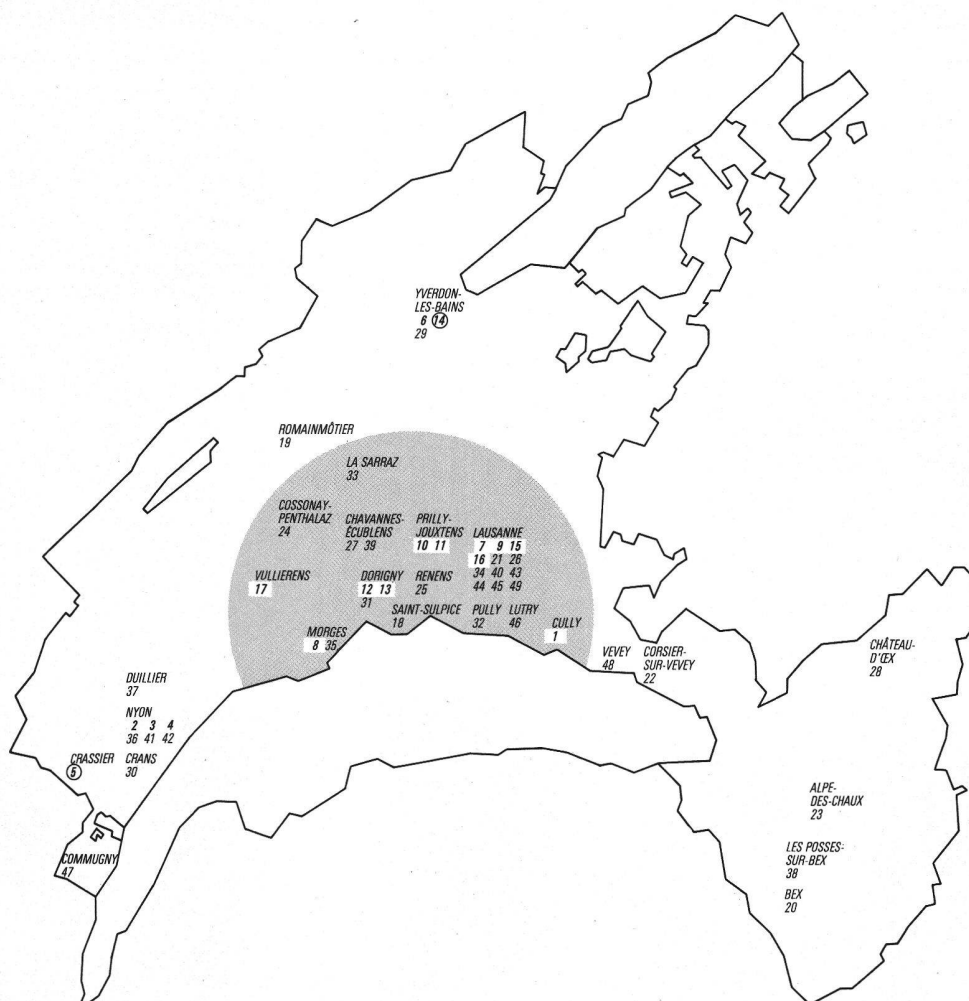 YVERDON-
LES-BAINS
6 14
29
ROMAINMÔTIER
19
LA SARRAZ
33
COSSONAY-
PENTHALAZ
24
CHAVANNES-
ÉCUBLENS
27 39
PRILLY-
JOUXTENS
10 11
LAUSANNE
7 9 15
16 21 26
34 40 43
44 45 49
VULLIERENS
17
DORIGNY
12 13
31
RENENS
25
SAINT-SULPICE
18
PULLY
32
LUTRY
46
CULLY
1
MORGES
8 35
VEVEY
48
CORSIER-
SUR-VEVEY
22
CHÂTEAU-
D'ŒX
28
DUILLIER
37
NYON
2 3 4
36 41 42
CRASSIER
5
CRANS
30
COMMUGNY
47
ALPE-
DES-CHAUX
23
LES POSSES-
SUR-BEX
38
BEX
20